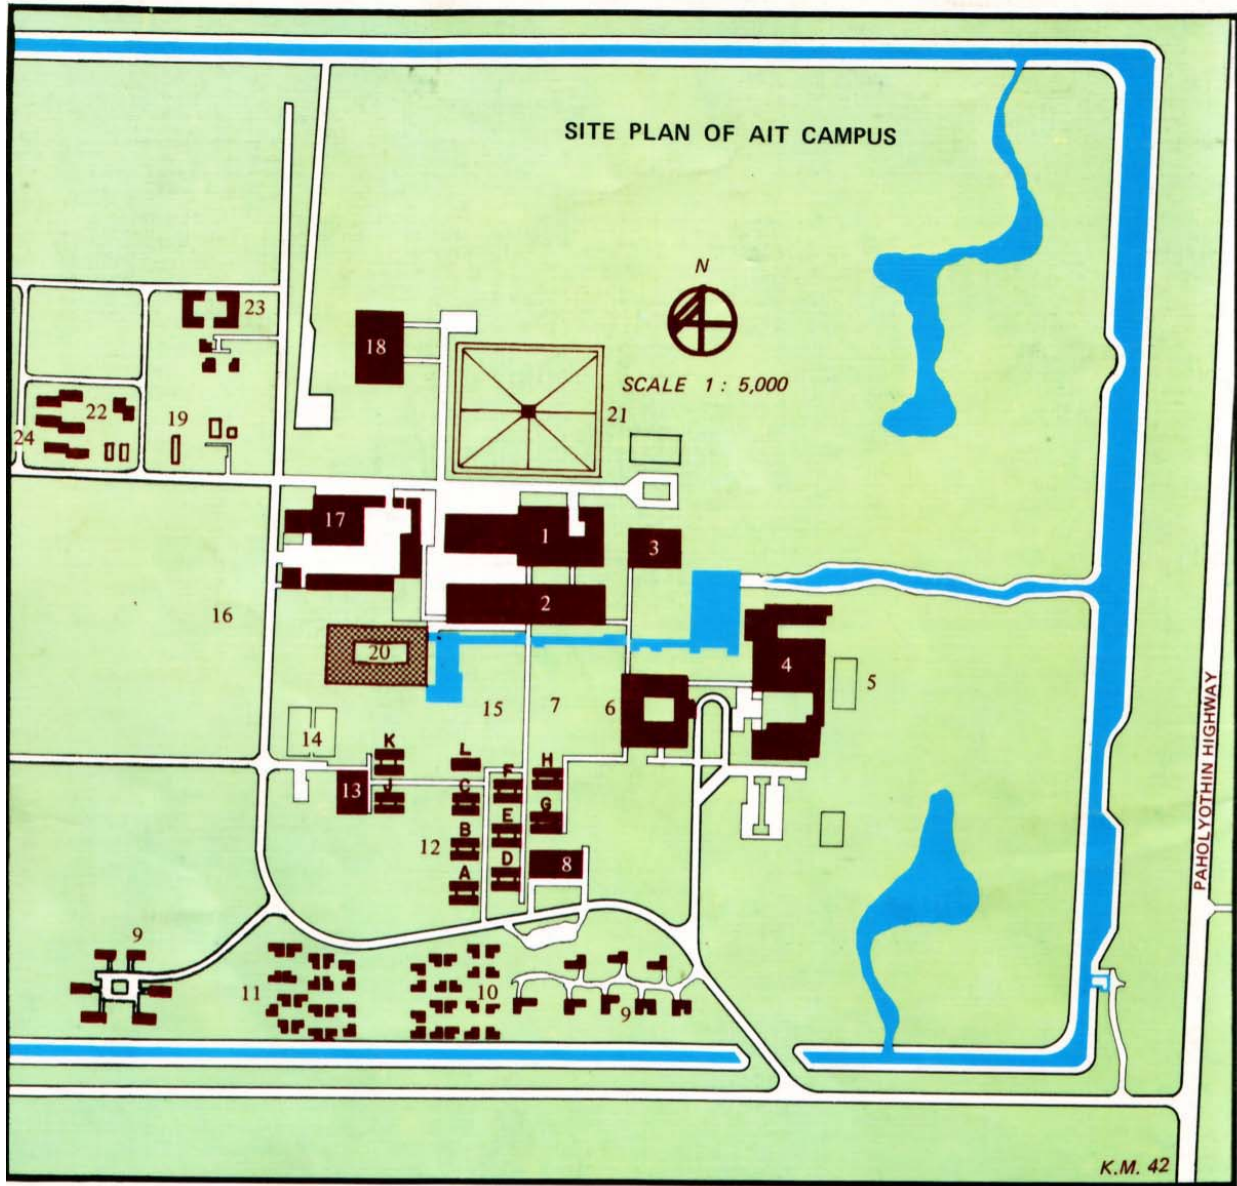 SITE PLAN OF AIT CAMPUS
N
SCALE 1 : 5,000
23
18
21
22
19
24
17
1
3
2
16
20
4
5
15
7
6
14
K
L
H
F
13
J
C
G
E
12
B
8
A
D
9
11
10
9
PAHOLYOTHIN HIGHWAY
K.M. 42